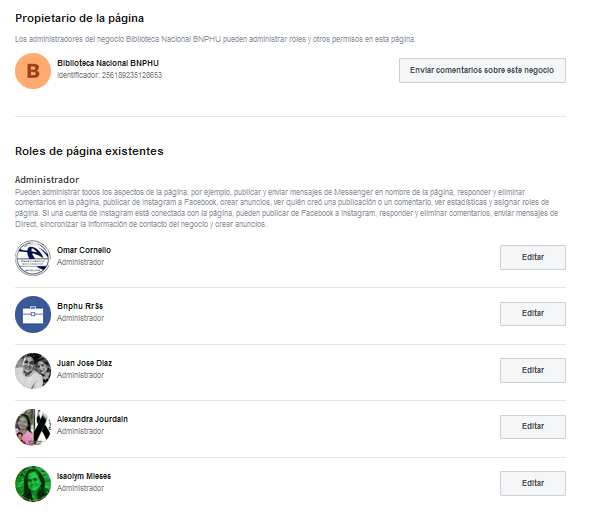 Propietario de la página
Los administradores del negocio Biblioteca Nacional BNPHU pueden administrar roles y otros permisos en esta página.
B
Biblioteca Nacional BNPHU
Identificador: 256189235128653
Enviar comentarios sobre este negocio
Roles de página existentes
Administrador
Pueden administrar todos los aspectos de la página, por ejemplo, publicar y enviar mensajes de Messenger en nombre de la página, responder y eliminar
comentarios en la página, publicar de Instagram a Facebook, crear anuncios, ver quién creó una publicación o un comentario, ver estadísticas y asignar roles de
página. Si una cuenta de Instagram está conectada con la página, pueden publicar de Facebook a Instagram, responder y eliminar comentarios, enviar mensajes de
Direct, sincronizar la información de contacto del negocio y crear anuncios.
Omar Cornelio
Administrador
Editar
Bnphu Rr$s
Administrador
Editar
Juan Jose Diaz
Administrador
Editar
Alexandra Jourdain
Administrador
Editar
Isaolym Mieses
Administrador
Editar